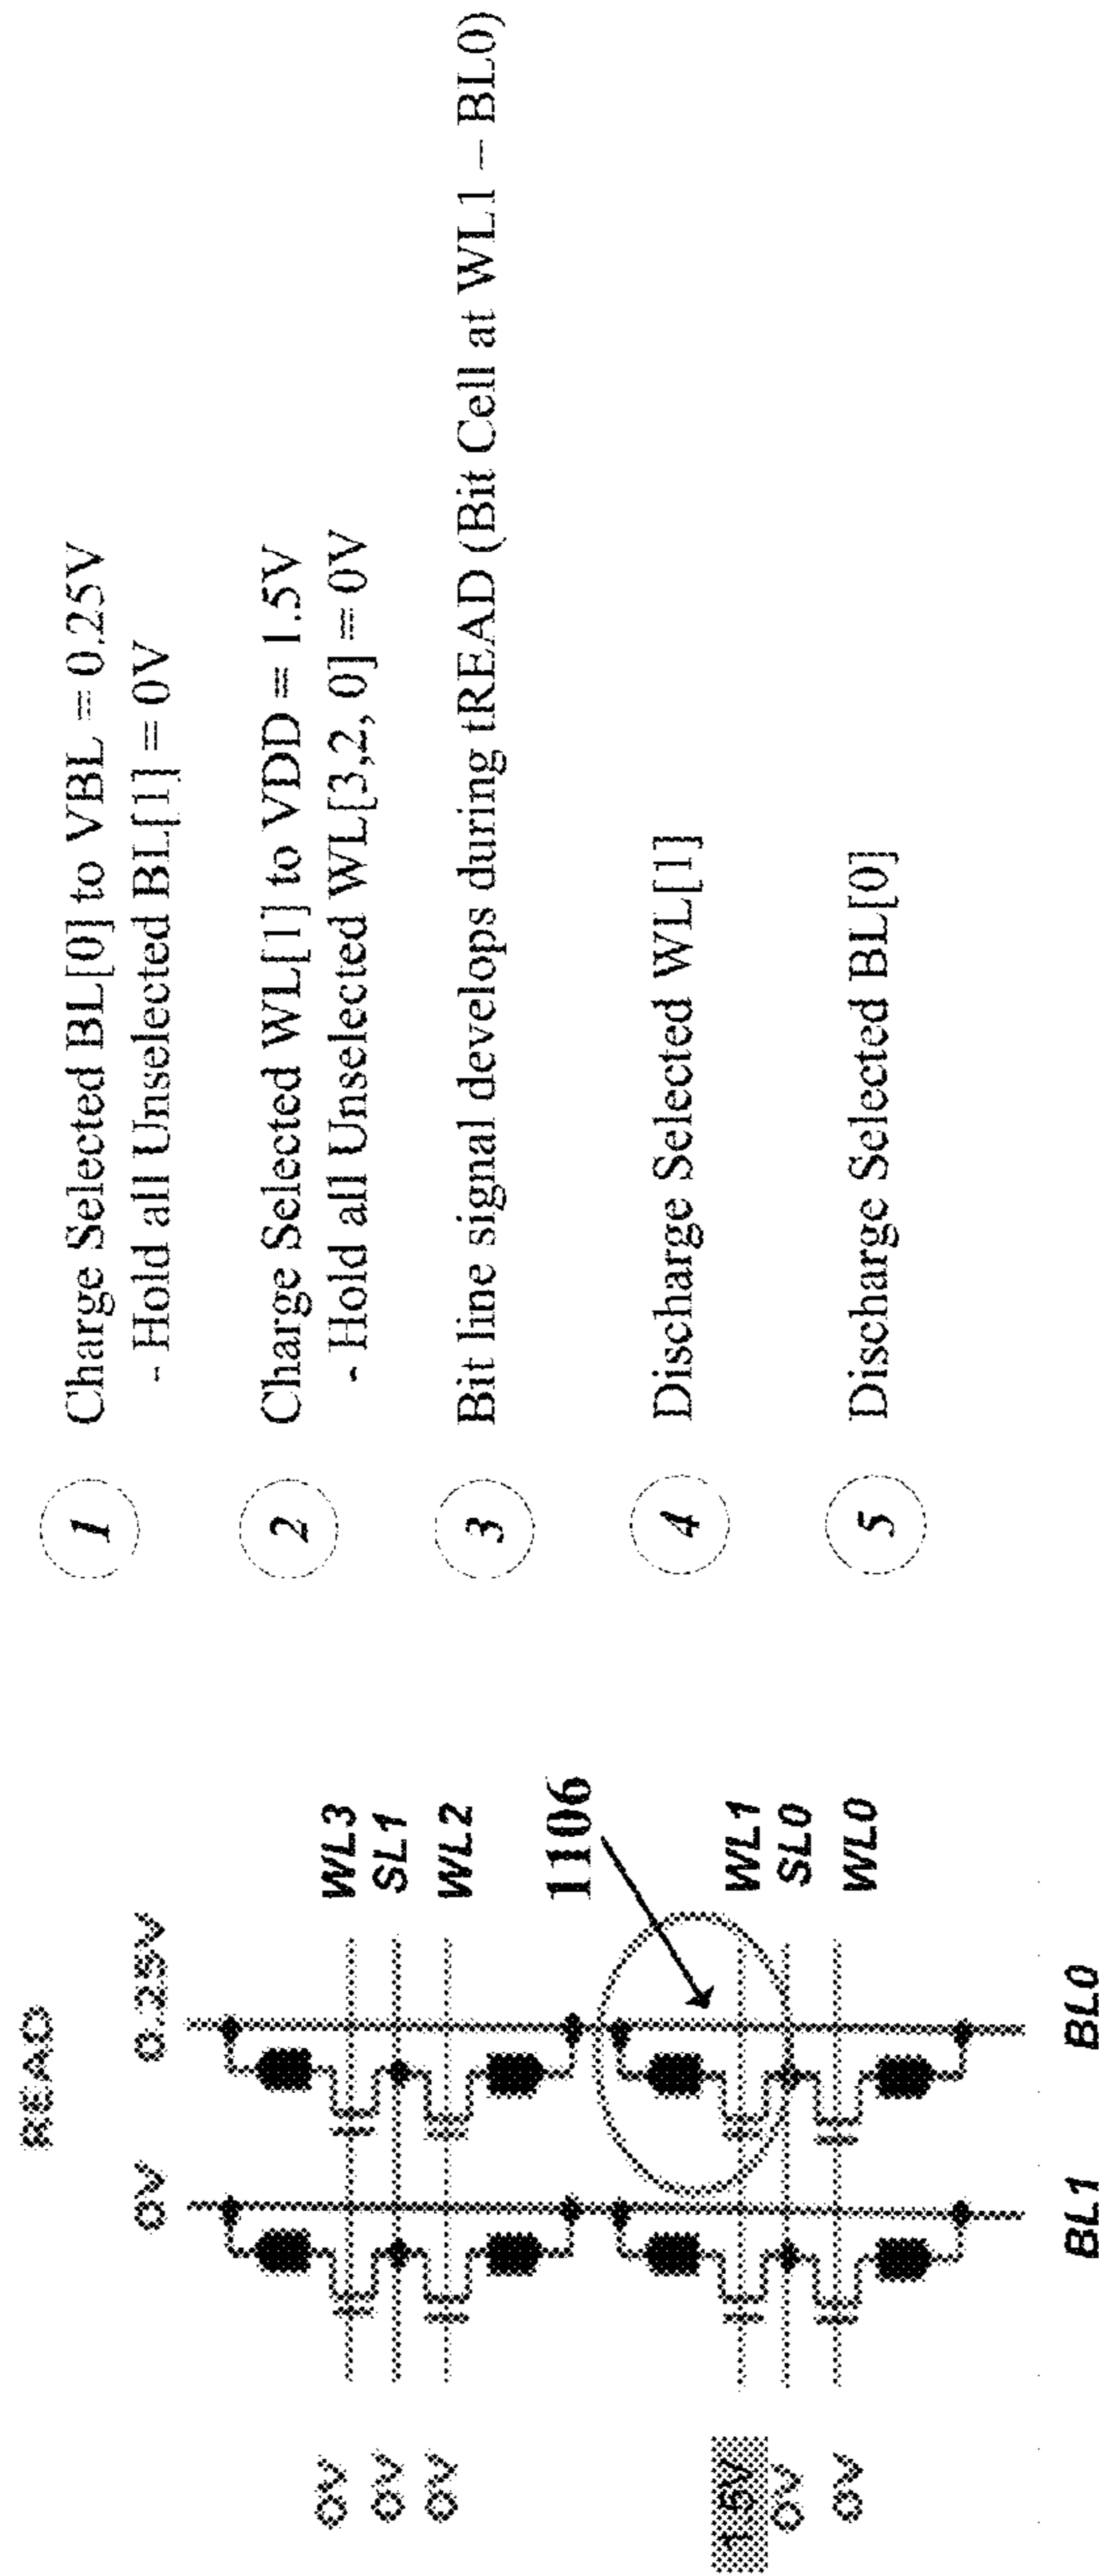 READ
0V 0.25V
0V WL3
0V SL1
0V WL2
1106
1.5V WL1
0V SL0
0V WL0
BL1 BL0
1 Charge Selected BL[0] to VBL = 0.25V
- Hold all Unselected BL[1] = 0V
2 Charge Selected WL[1] to VDD = 1.5V
- Hold all Unselected WL[3,2, 0] = 0V
3 Bit line signal develops during tREAD (Bit Cell at WL1 – BL0)
4 Discharge Selected WL[1]
5 Discharge Selected BL[0]